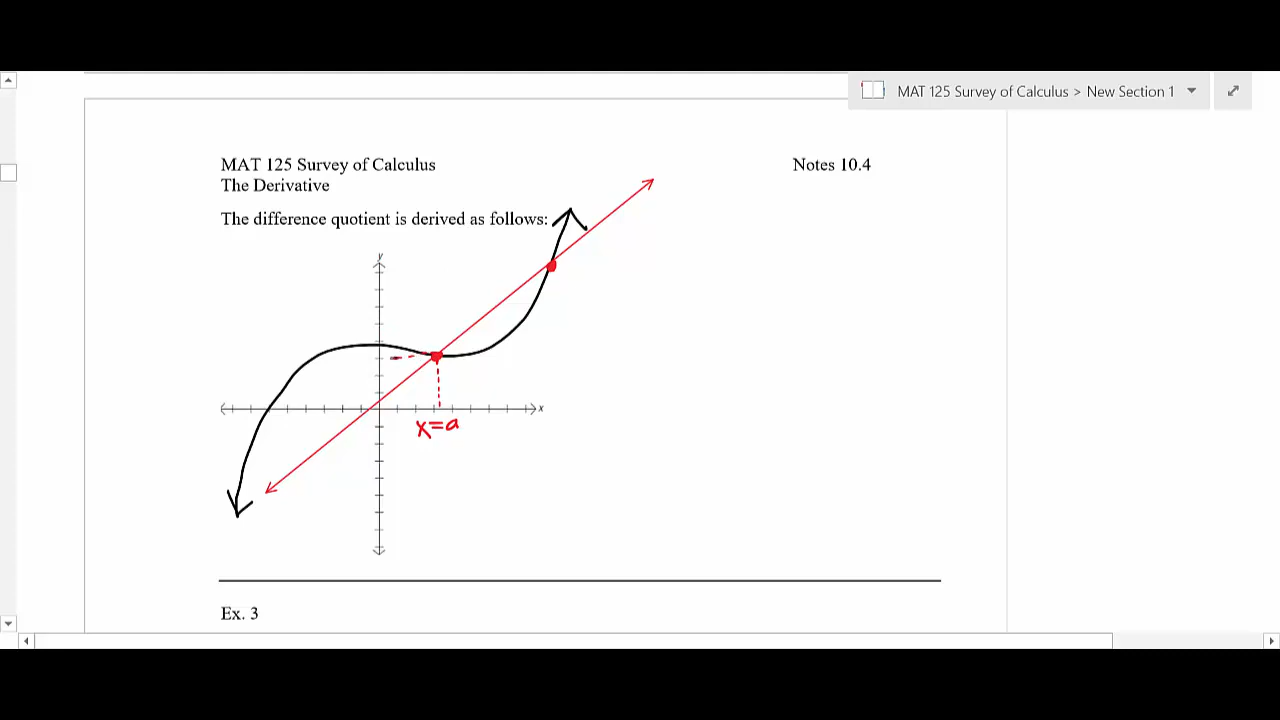 MAT 125 Survey of Calculus > New Section 1
MAT 125 Survey of Calculus
Notes 10.4
The Derivative
The difference quotient is derived as follows:
y
x
x=a
Ex. 3